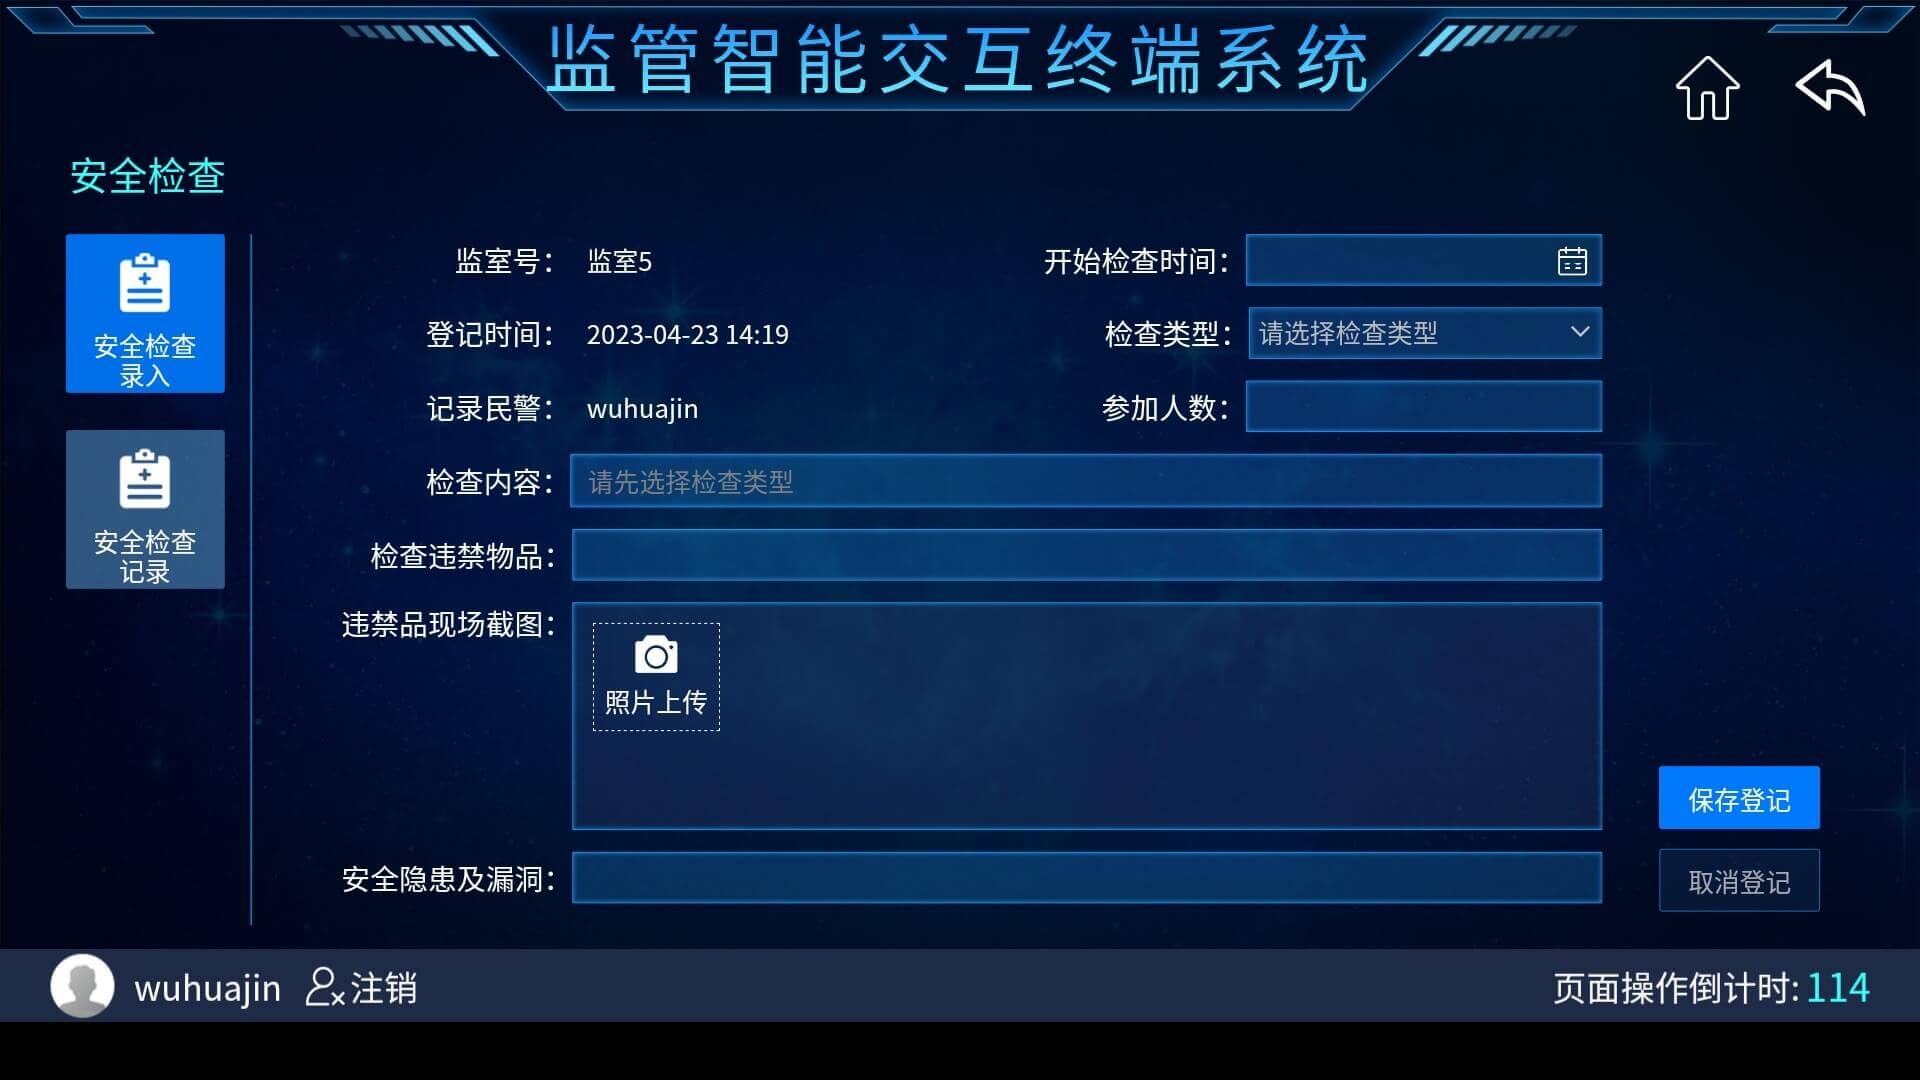 监管智能交互终端系统
安全检查
安全检查
录入
安全检查
记录
监室号： 监室5
开始检查时间：
登记时间： 2023-04-23 14:19
检查类型： 请选择检查类型
记录民警： wuhuajin
参加人数：
检查内容： 请先选择检查类型
检查违禁物品：
违禁品现场截图：
照片上传
安全隐患及漏洞：
保存登记
取消登记
wuhuajin 注销
页面操作倒计时: 114